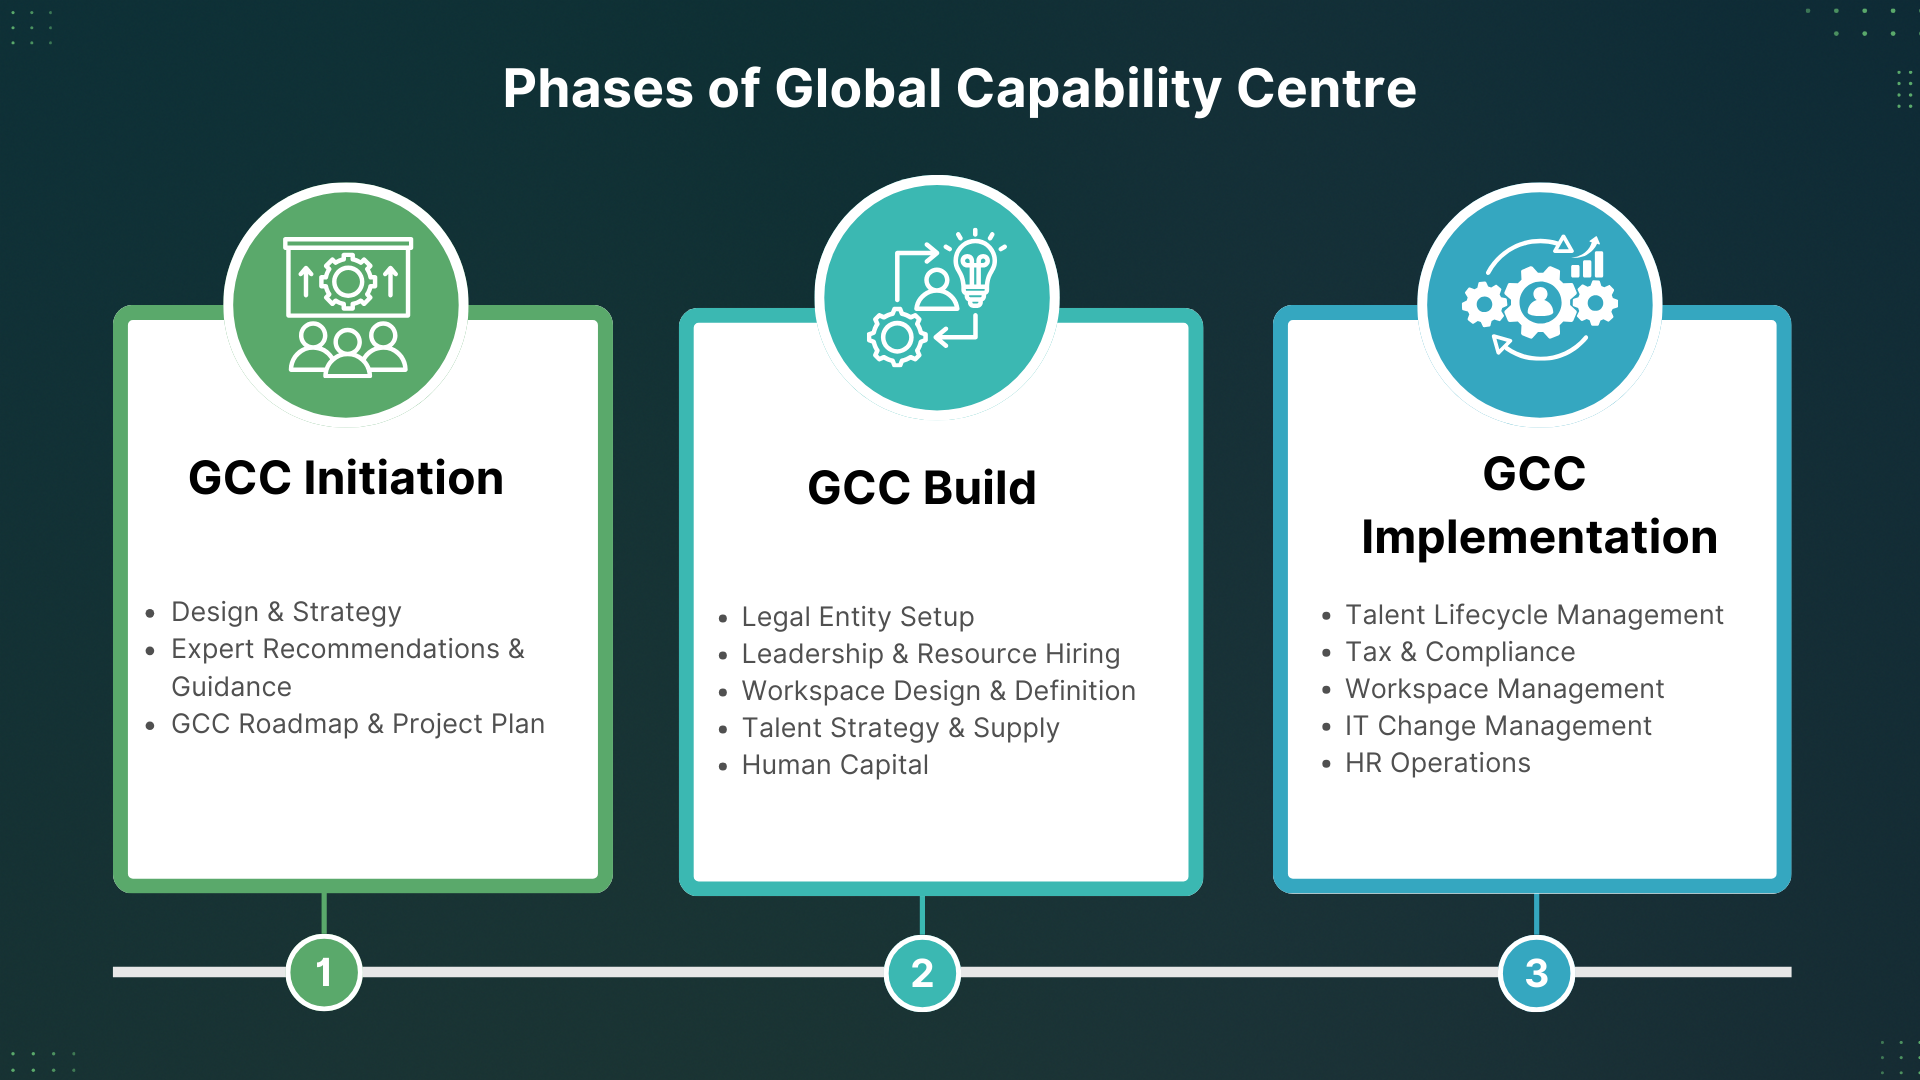 Phases of Global Capability Centre
GCC Initiation
• Design & Strategy
• Expert Recommendations &
Guidance
• GCC Roadmap & Project Plan
1
GCC Build
• Legal Entity Setup
• Leadership & Resource Hiring
• Workspace Design & Definition
• Talent Strategy & Supply
• Human Capital
2
GCC
Implementation
• Talent Lifecycle Management
• Tax & Compliance
• Workspace Management
• IT Change Management
• HR Operations
3